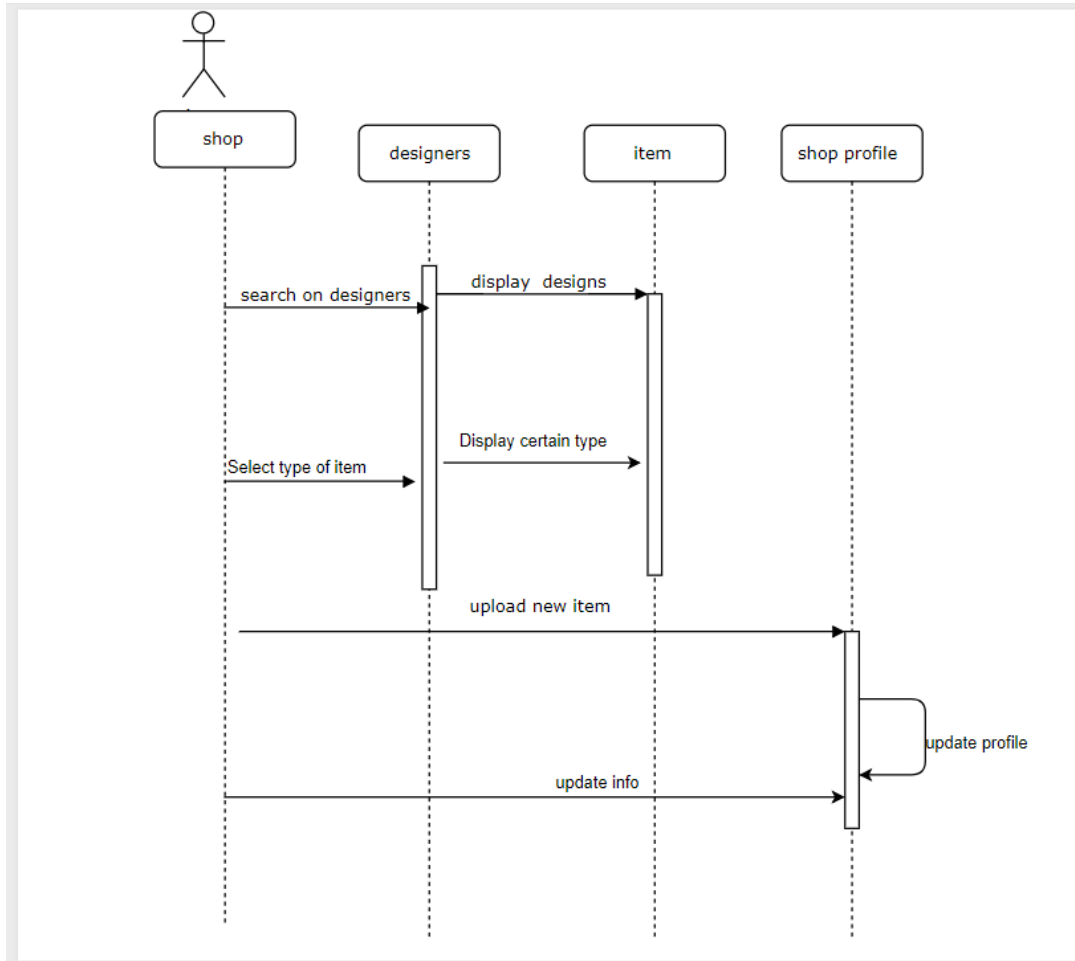 shop
designers
item
shop profile
display  designs
search on designers
Display certain type
Select type of item
upload new item
update profile
update info